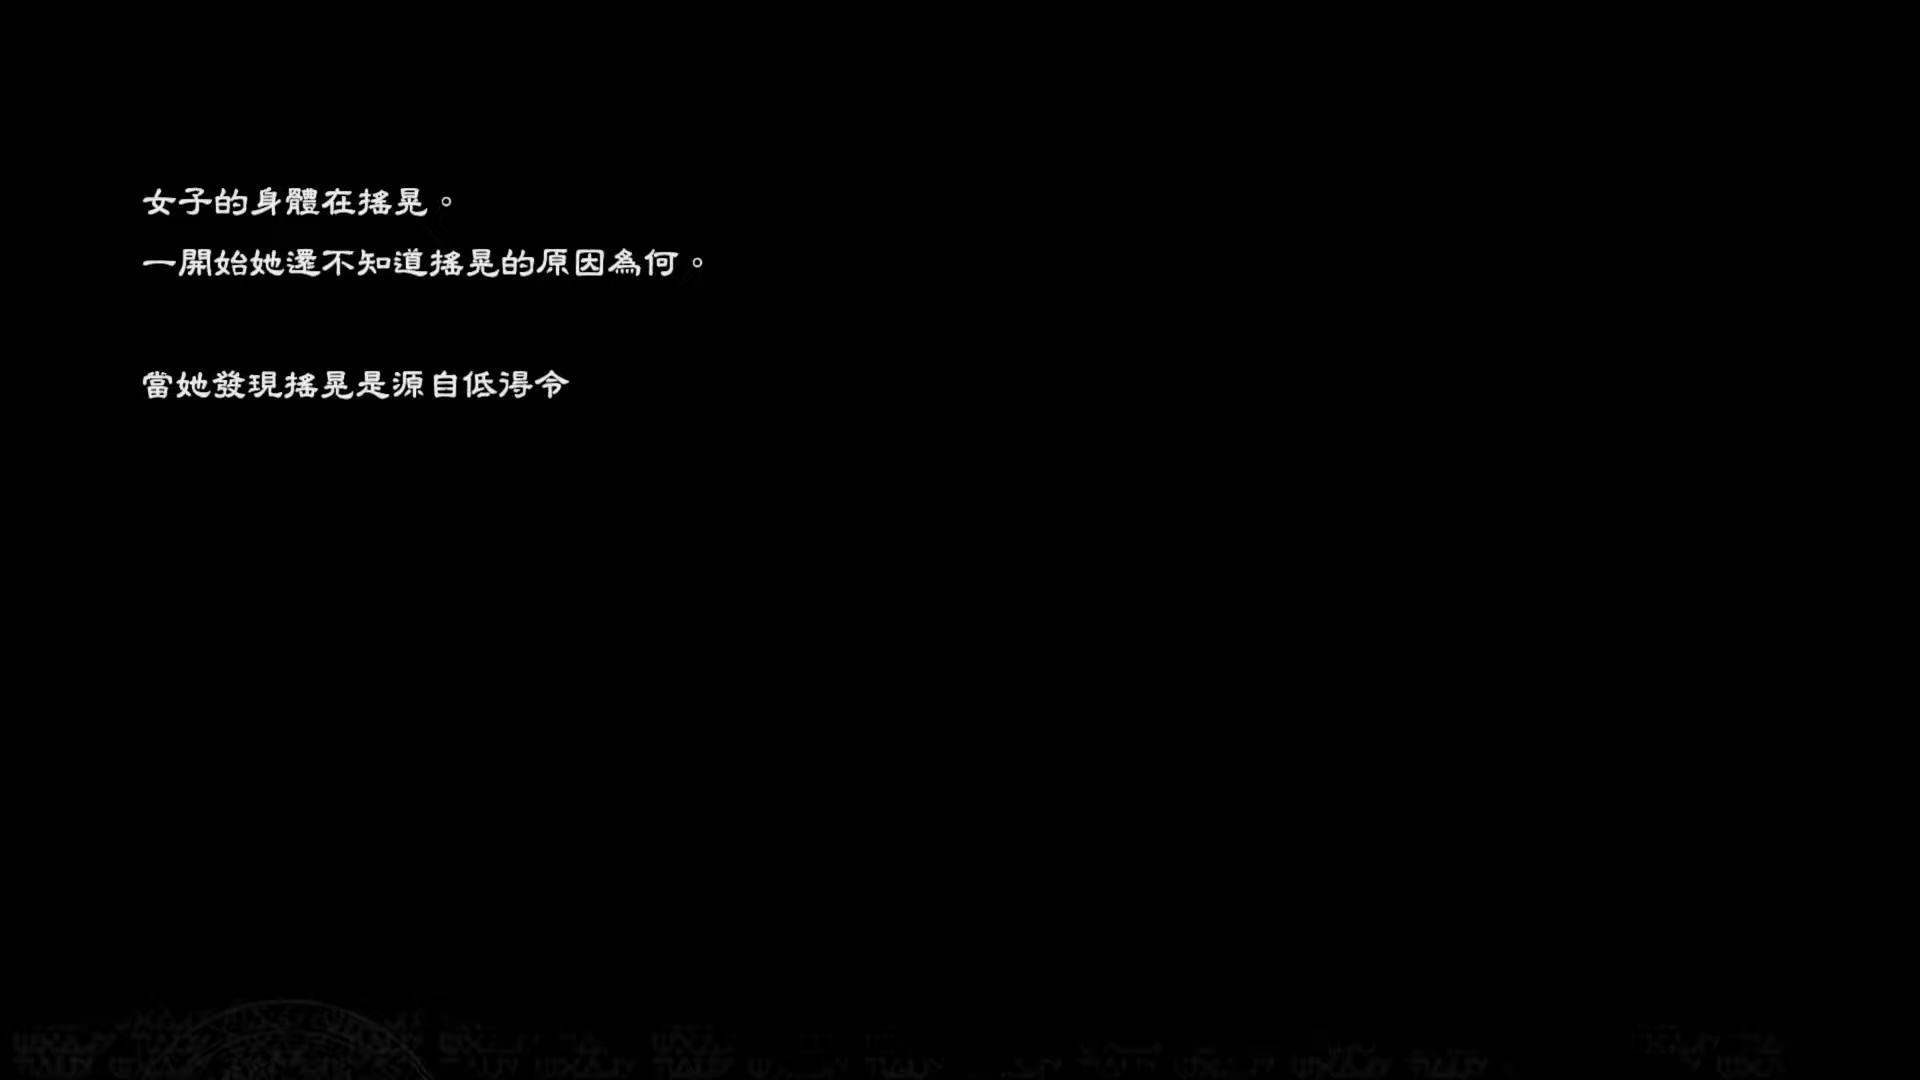 女子的身體在搖晃。
一開始她還不知道搖晃的原因為何。
當她發現搖晃是源自低得令